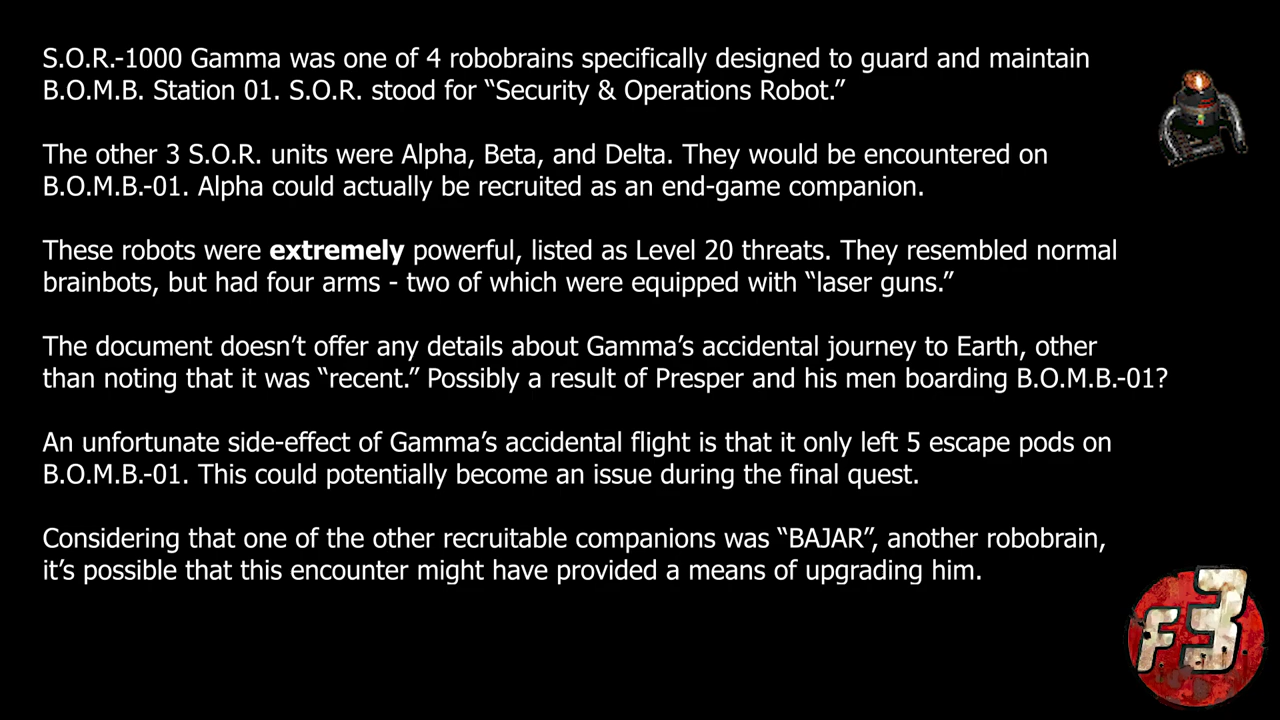 S.O.R.-1000 Gamma was one of 4 robobrains specifically designed to guard and maintain
B.O.M.B. Station 01. S.O.R. stood for “Security & Operations Robot.”
The other 3 S.O.R. units were Alpha, Beta, and Delta. They would be encountered on
B.O.M.B.-01. Alpha could actually be recruited as an end-game companion.
These robots were extremely powerful, listed as Level 20 threats. They resembled normal
brainbots, but had four arms - two of which were equipped with “laser guns.”
The document doesn’t offer any details about Gamma’s accidental journey to Earth, other
than noting that it was “recent.” Possibly a result of Presper and his men boarding B.O.M.B.-01?
An unfortunate side-effect of Gamma’s accidental flight is that it only left 5 escape pods on
B.O.M.B.-01. This could potentially become an issue during the final quest.
Considering that one of the other recruitable companions was “BAJAR”, another robobrain,
it’s possible that this encounter might have provided a means of upgrading him.
F3